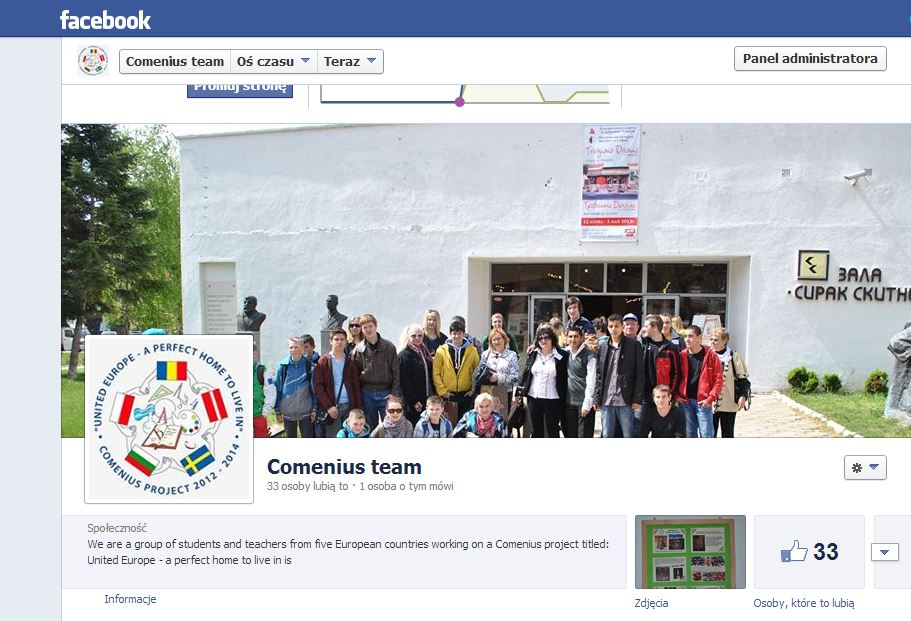 facebook
Comenius team
Oś czasu
Teraz
Panel administratora
Promuj stronę
ЗАЛА
•СИРАК СКИТН
"UNITED EUROPE - A PERFECT HOME TO LIVE IN"
COMENIUS PROJECT 2012 - 2014
Comenius team
33 osoby lubią to · 1 osoba o tym mówi
Społeczność
We are a group of students and teachers from five European countries working on a Comenius project titled:
United Europe - a perfect home to live in is
33
Informacje
Zdjęcia
Osoby, które to lubią